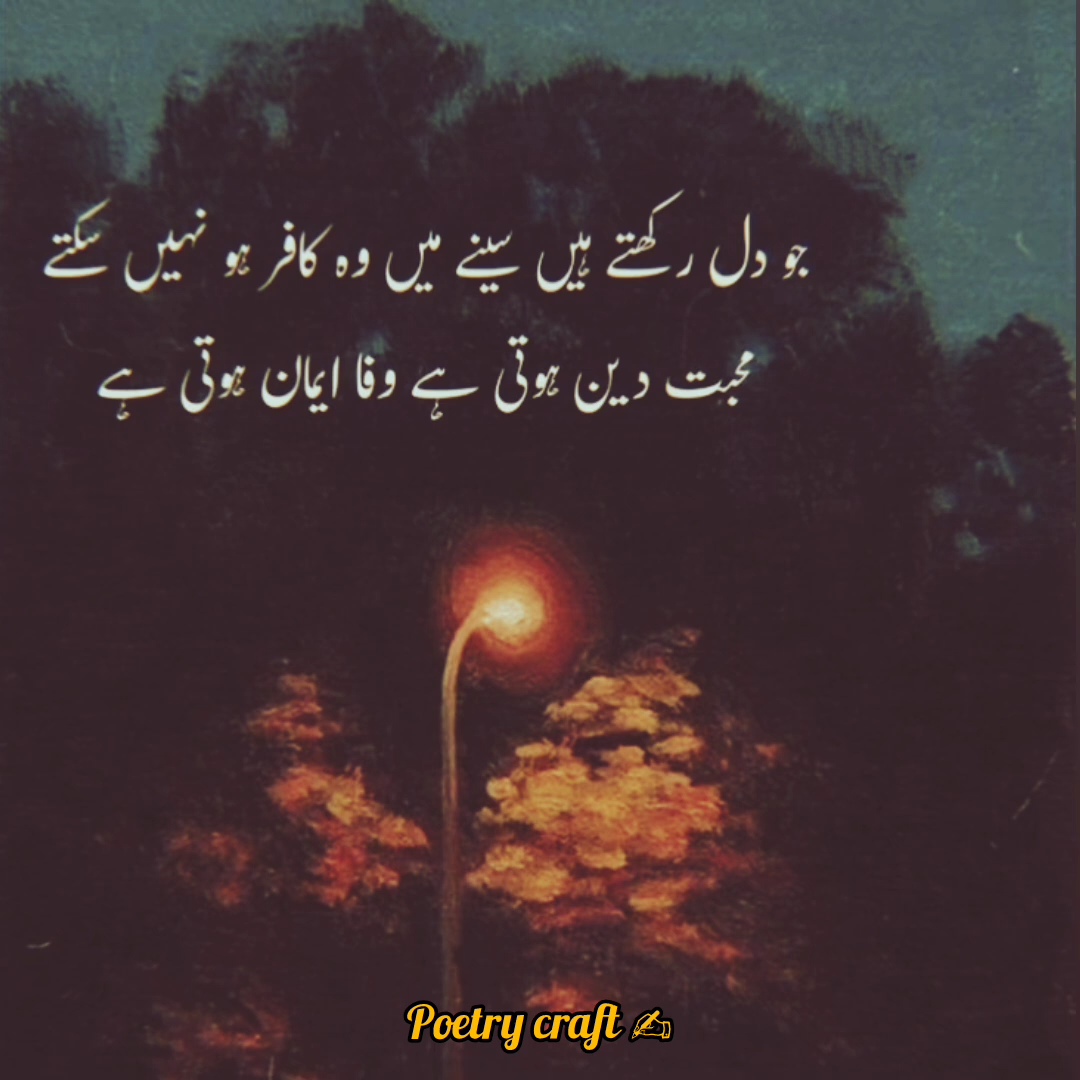 جو دل رکھتے ہیں سینے میں وہ کافر ہو نہیں سکتے
محبت دین ہوتی ہے وفا ایمان ہوتی ہے
Poetry craft ✍